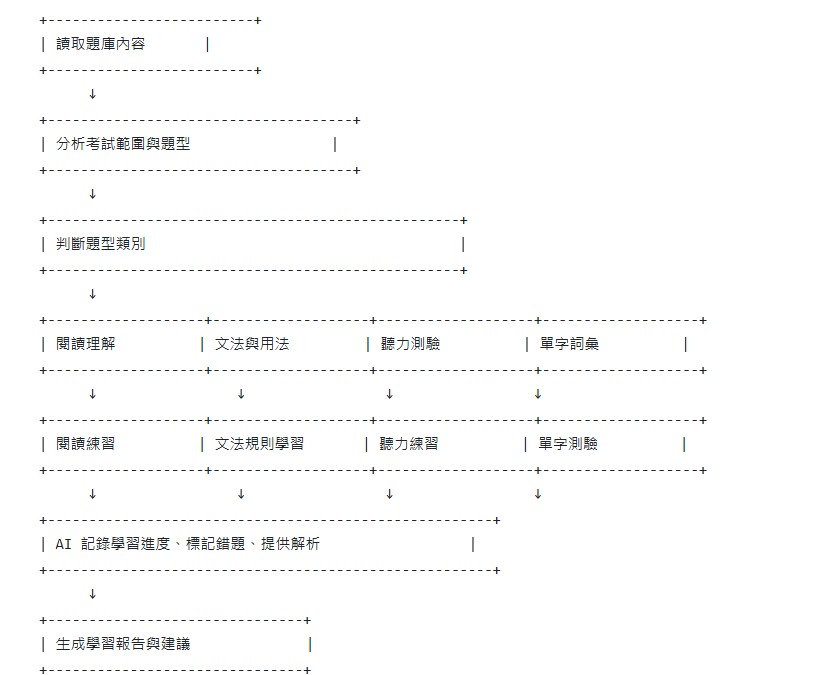 +-------------------------+
| 讀取題庫內容 |
+-------------------------+
↓
+-------------------------------------+
| 分析考試範圍與題型 |
+-------------------------------------+
↓
+--------------------------------------------------+
| 判斷題型類別 |
+--------------------------------------------------+
↓
+-------------------+-------------------+-------------------+-------------------+
| 閱讀理解 | 文法與用法 | 聽力測驗 | 單字詞彙 |
+-------------------+-------------------+-------------------+-------------------+
↓ ↓ ↓ ↓
+-------------------+-------------------+-------------------+-------------------+
| 閱讀練習 | 文法規則學習 | 聽力練習 | 單字測驗 |
+-------------------+-------------------+-------------------+-------------------+
↓ ↓ ↓ ↓
+------------------------------------------------------+
| AI 記錄學習進度、標記錯題、提供解析 |
+------------------------------------------------------+
↓
+-------------------------------+
| 生成學習報告與建議 |
+-------------------------------+